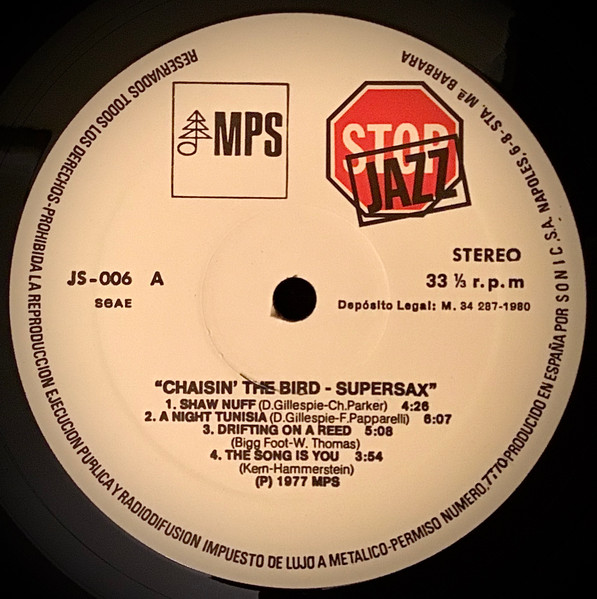 MPS
STOP
JAZZ
STEREO
33 ⅓ r.p.m
JS-006 A
SGAE
Depósito Legal: M. 34 287-1980
"CHAISIN' THE BIRD - SUPERSAX"
1. SHAW NUFF (D.Gillespie-Ch.Parker) 4:26
2. A NIGHT TUNISIA (D.Gillespie-F.Papparelli) 6:07
3. DRIFTING ON A REED 5:08
(Bigg Foot-W. Thomas)
4. THE SONG IS YOU 3:54
(Kern-Hammerstein)
(P) 1977 MPS
RESERVADOS TODOS LOS DERECHOS-PROHIBIDA LA REPRODUCCION EJECUCION PUBLICA Y RADIODIFUSION IMPUESTO DE LUJO A METALICO-PERMISO NUMERO.7770 PRODUCIDO EN ESPAÑA POR SONIC, S.A. NAPOLES, 6-8-STA. Mª BARBARA